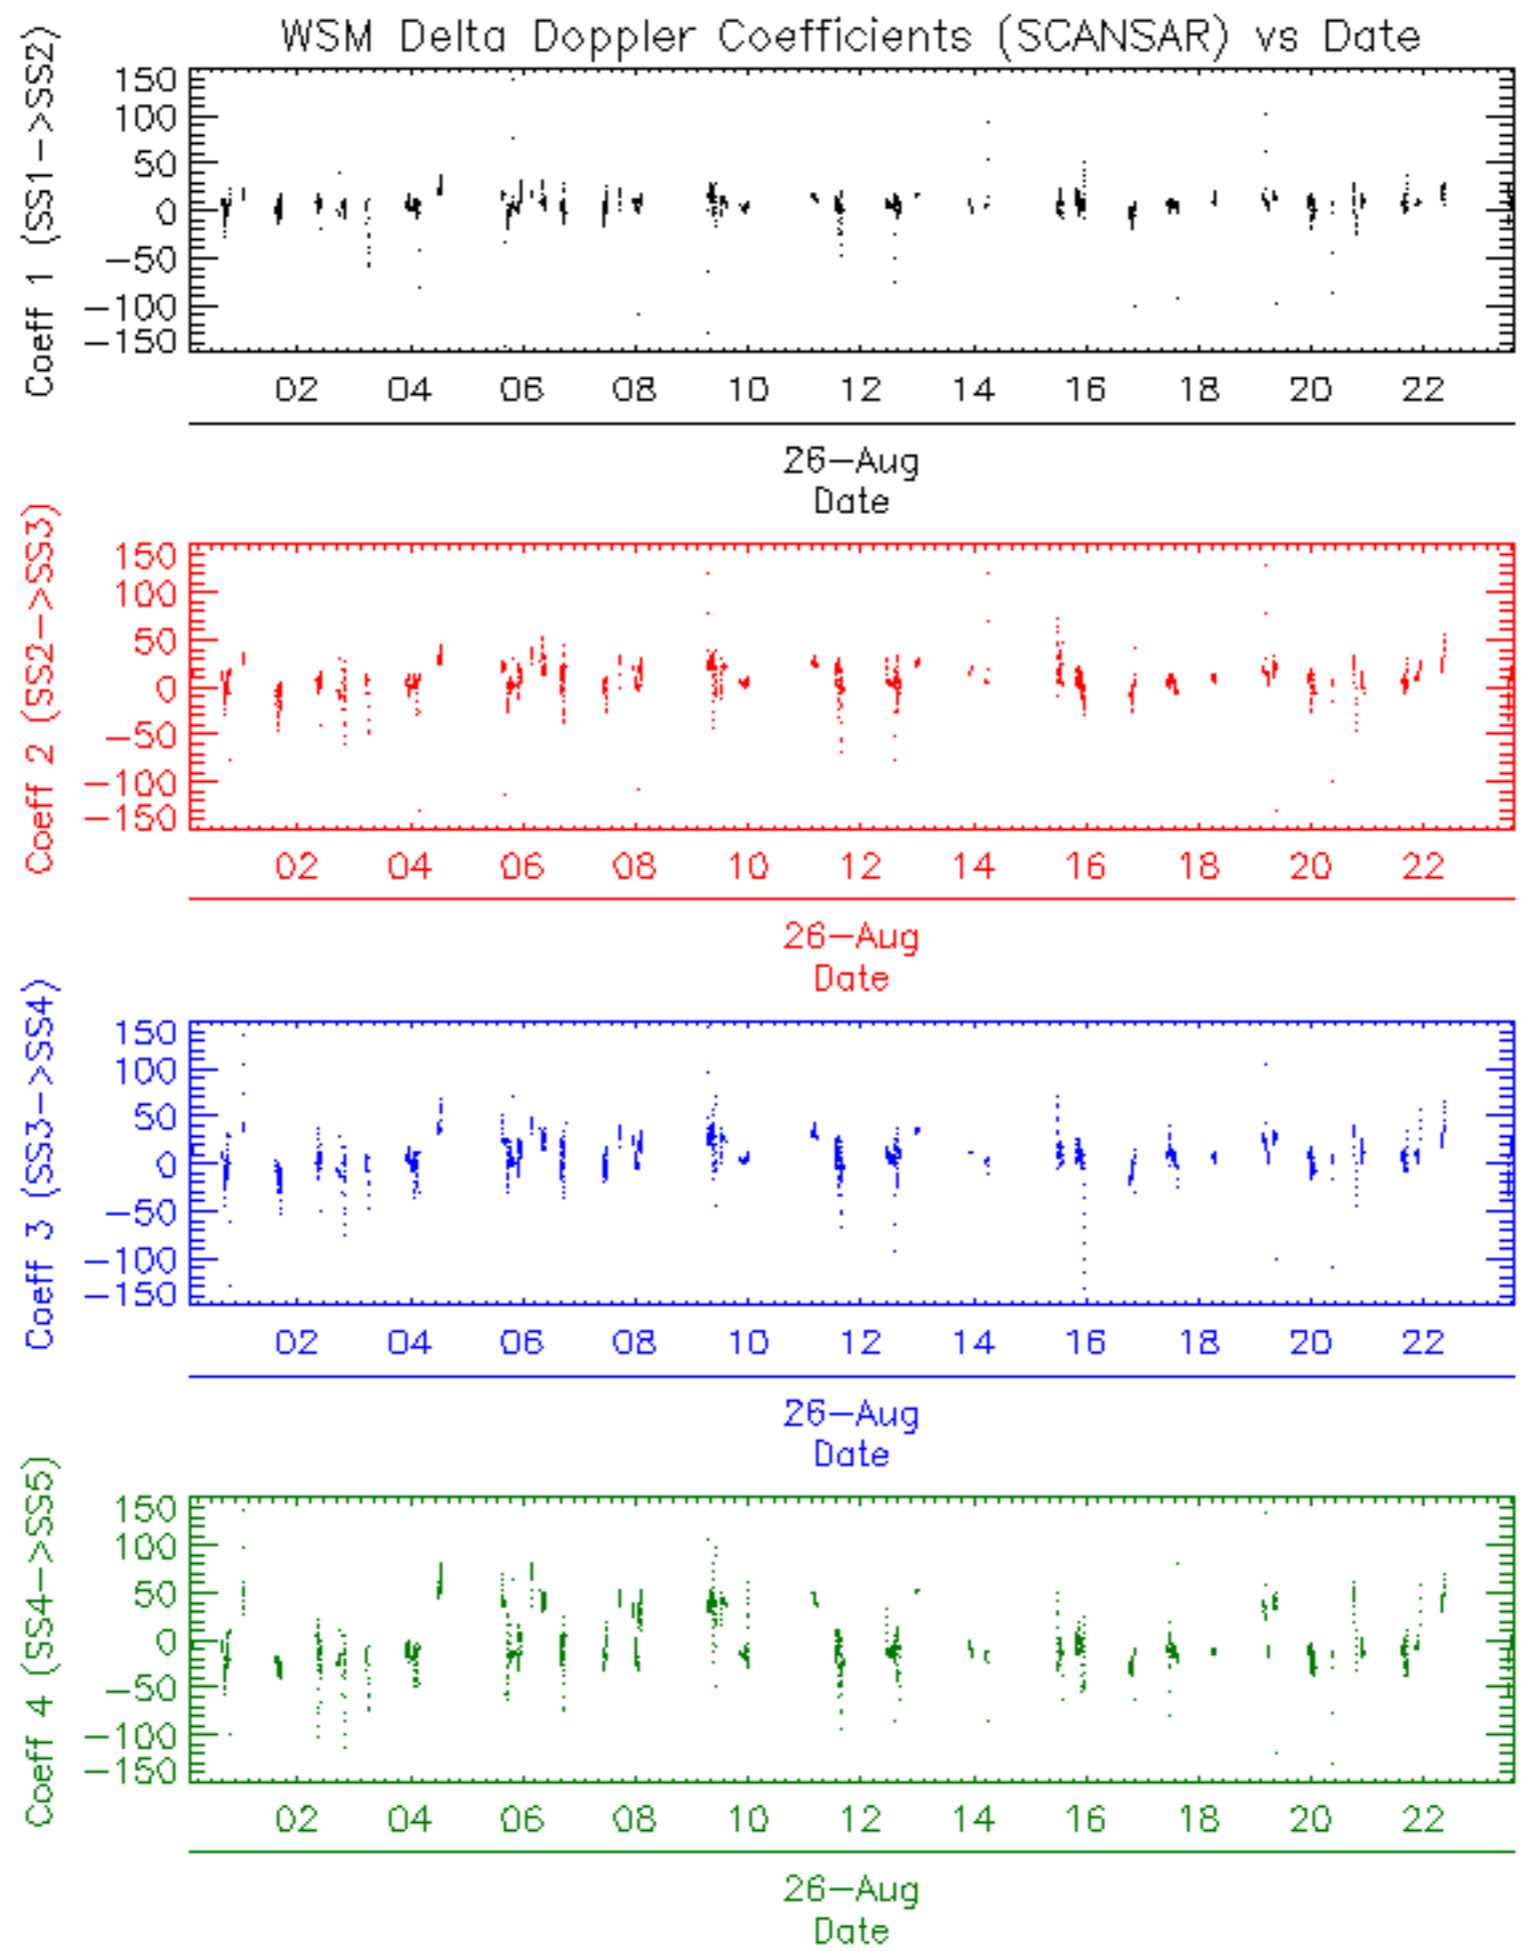 WSM Delta Doppler Coefficients (SCANSAR) vs Date
Coeff 1 (SS1->SS2)
150
100
50
0
-50
-100
-150
02 04 06 08 10 12 14 16 18 20 22
26-Aug
Date
Coeff 2 (SS2->SS3)
150
100
50
0
-50
-100
-150
02 04 06 08 10 12 14 16 18 20 22
26-Aug
Date
Coeff 3 (SS3->SS4)
150
100
50
0
-50
-100
-150
02 04 06 08 10 12 14 16 18 20 22
26-Aug
Date
Coeff 4 (SS4->SS5)
150
100
50
0
-50
-100
-150
02 04 06 08 10 12 14 16 18 20 22
26-Aug
Date